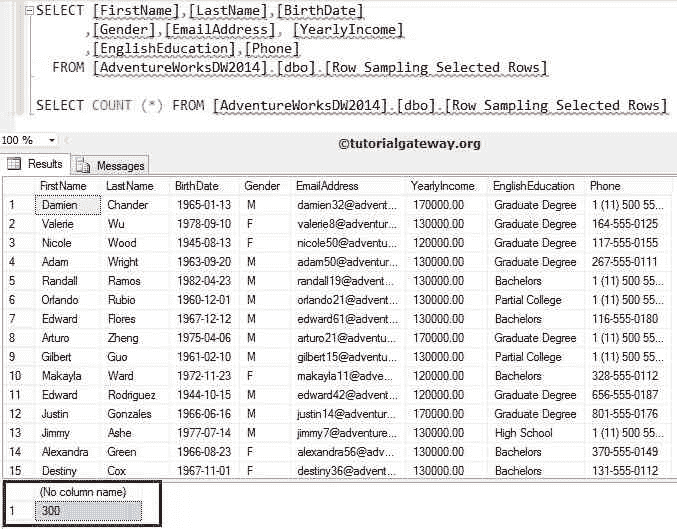 SELECT [FirstName],[LastName],[BirthDate]
,[Gender],[EmailAddress], [YearlyIncome]
,[EnglishEducation],[Phone]
FROM [AdventureWorksDW2014].[dbo].[Row Sampling Selected Rows]
SELECT COUNT (*) FROM [AdventureWorksDW2014].[dbo].[Row Sampling Selected Rows]
100 %
©tutorialgateway.org
Results Messages
FirstName LastName BirthDate Gender EmailAddress YearlyIncome EnglishEducation Phone
1 Damien Chander 1965-01-13 M damien32@advent... 170000.00 Graduate Degree 1 (11) 500 55...
2 Valerie Wu 1978-09-10 F valerie8@adventur... 130000.00 Graduate Degree 164-555-0125
3 Nicole Wood 1945-08-13 F nicole50@advent... 120000.00 Graduate Degree 117-555-0155
4 Adam Wright 1963-09-20 M adam50@adventur... 130000.00 Graduate Degree 267-555-0111
5 Randall Ramos 1982-04-23 M randall19@advent... 130000.00 Bachelors 1 (11) 500 55...
6 Orlando Rubio 1960-12-01 M orlando21@advent... 130000.00 Partial College 1 (11) 500 55...
7 Edward Flores 1967-12-12 M edward61@advent... 130000.00 Bachelors 116-555-0180
8 Arturo Zheng 1975-04-06 M arturo21@adventur... 170000.00 Graduate Degree 1 (11) 500 55...
9 Gilbert Guo 1961-02-10 M gilbert15@adventu... 130000.00 Partial College 1 (11) 500 55...
10 Makayla Ward 1972-11-23 F makayla11@adve... 120000.00 Bachelors 328-555-0112
11 Edward Rodriguez 1944-10-15 M edward42@advent... 120000.00 Graduate Degree 656-555-0187
12 Justin Gonzales 1966-06-16 M justin14@adventur... 170000.00 Graduate Degree 801-555-0176
13 Jimmy Ashe 1977-07-14 M jimmy7@adventure... 130000.00 High School 1 (11) 500 55...
14 Alexandra Green 1966-08-23 F alexandra56@adv... 130000.00 Bachelors 370-555-0149
15 Destiny Cox 1967-11-01 F destiny36@advent... 130000.00 Bachelors 131-555-0112
(No column name)
1 300